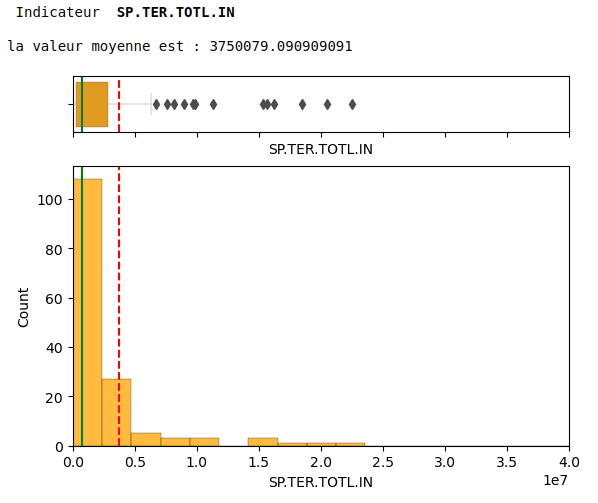 Indicateur SP.TER.TOTL.IN
la valeur moyenne est : 3750079.090909091
SP.TER.TOTL.IN
100
80
60
40
20
0
Count
0.0 0.5 1.0 1.5 2.0 2.5 3.0 3.5 4.0
1e7
SP.TER.TOTL.IN